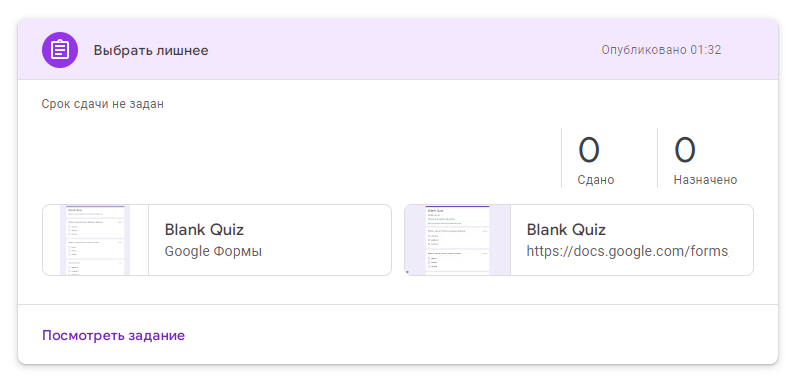 Выбрать лишнее
Опубликовано 01:32
Срок сдачи не задан
0
Сдано
0
Назначено
Blank Quiz
Google Формы
Blank Quiz
https://docs.google.com/forms
Посмотреть задание